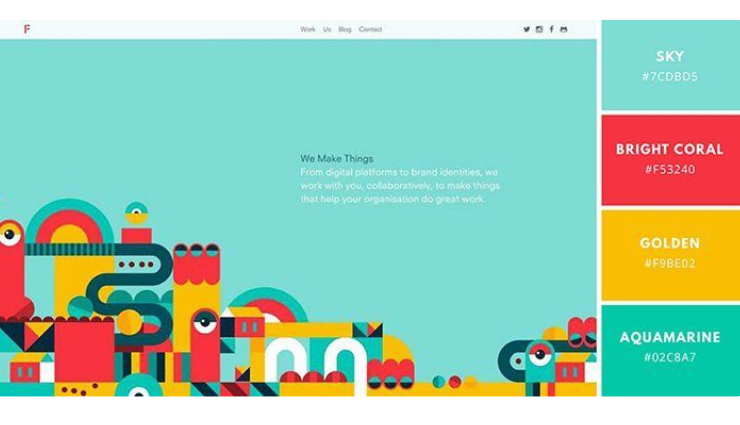 F
Work Us Blog Contact
We Make Things
From digital platforms to brand identities, we
work with you, collaboratively, to make things
that help your organisation do great work.
SKY
#7CDBD5
BRIGHT CORAL
#F53240
GOLDEN
#F9BE02
AQUAMARINE
#02C8A7